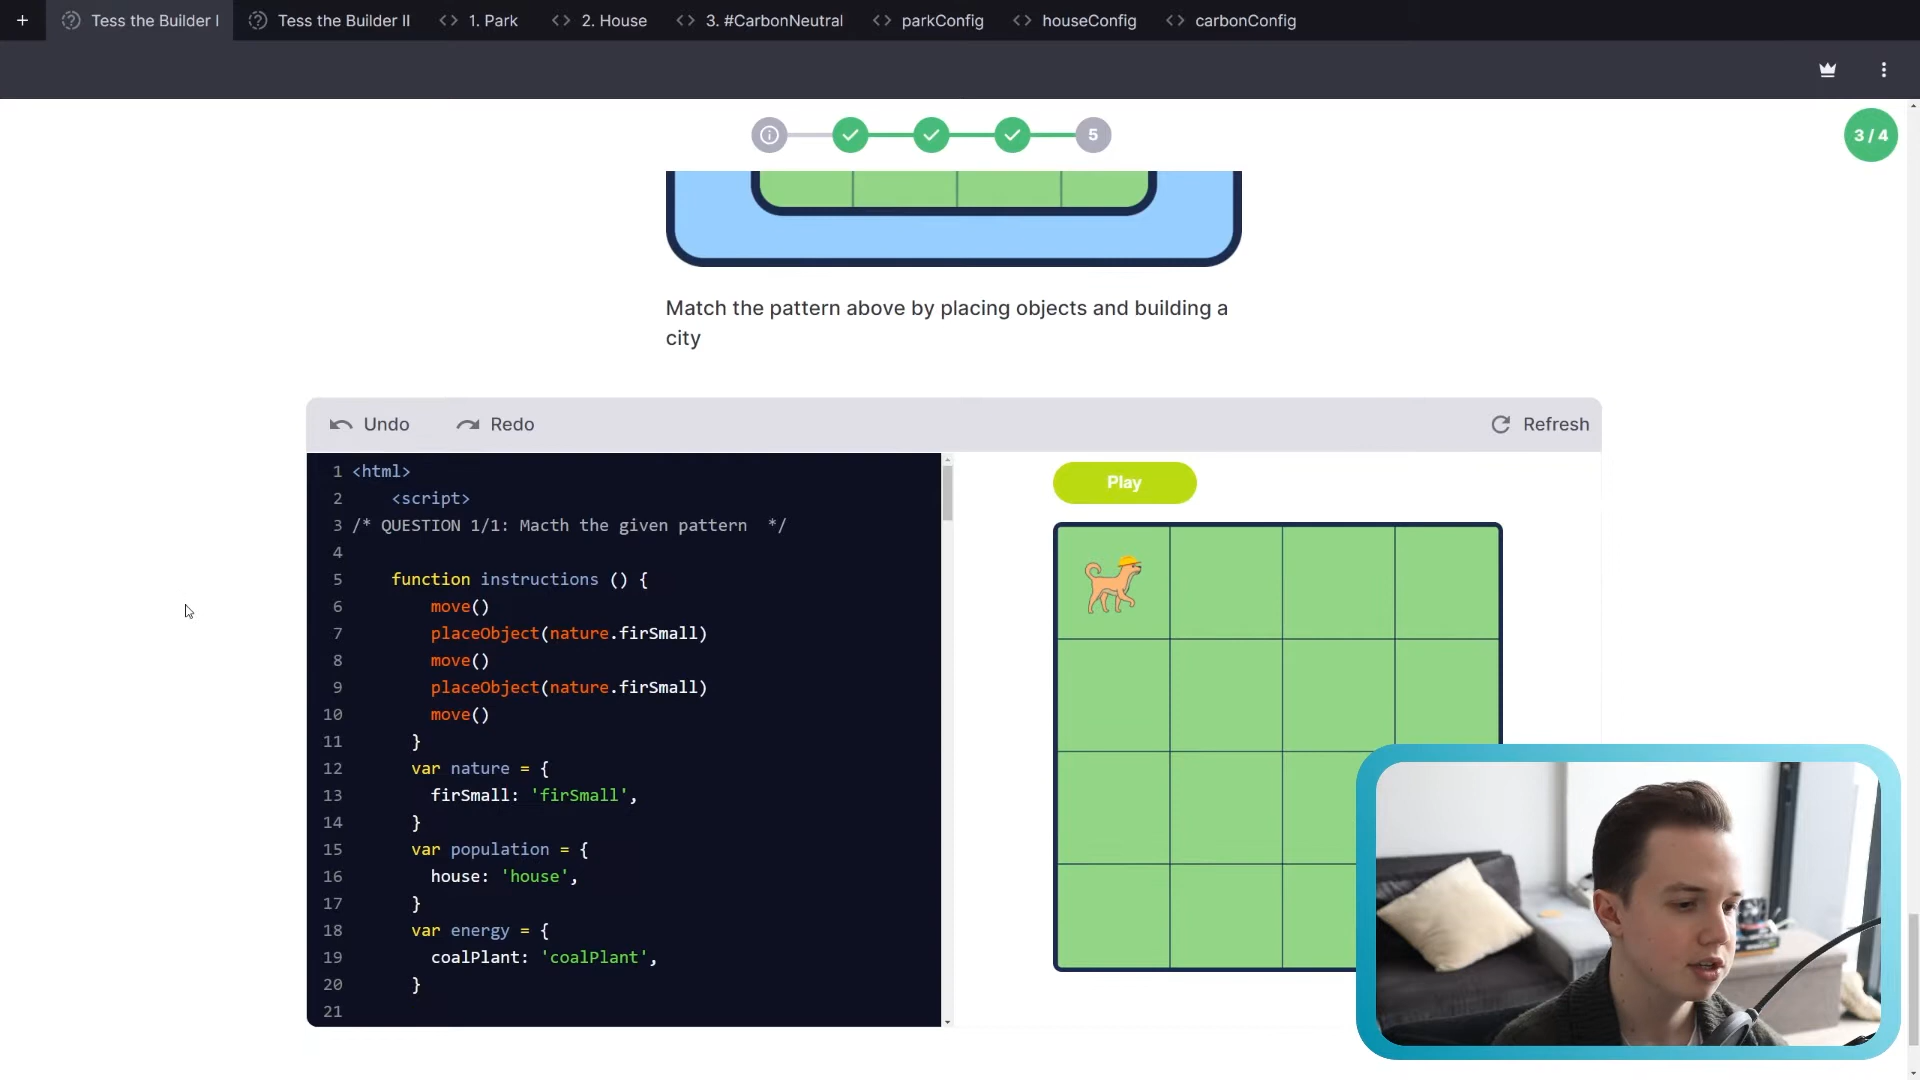 + Tess the Builder I Tess the Builder II <> 1. Park <> 2. House <> 3. #CarbonNeutral <> parkConfig <> houseConfig <> carbonConfig
5
3 / 4
Match the pattern above by placing objects and building a
city
Undo Redo Refresh
Play
1 <html>
2 <script>
3 /* QUESTION 1/1: Macth the given pattern */
4
5 function instructions () {
6 move()
7 placeObject(nature.firSmall)
8 move()
9 placeObject(nature.firSmall)
10 move()
11 }
12 var nature = {
13 firSmall: 'firSmall',
14 }
15 var population = {
16 house: 'house',
17 }
18 var energy = {
19 coalPlant: 'coalPlant',
20 }
21